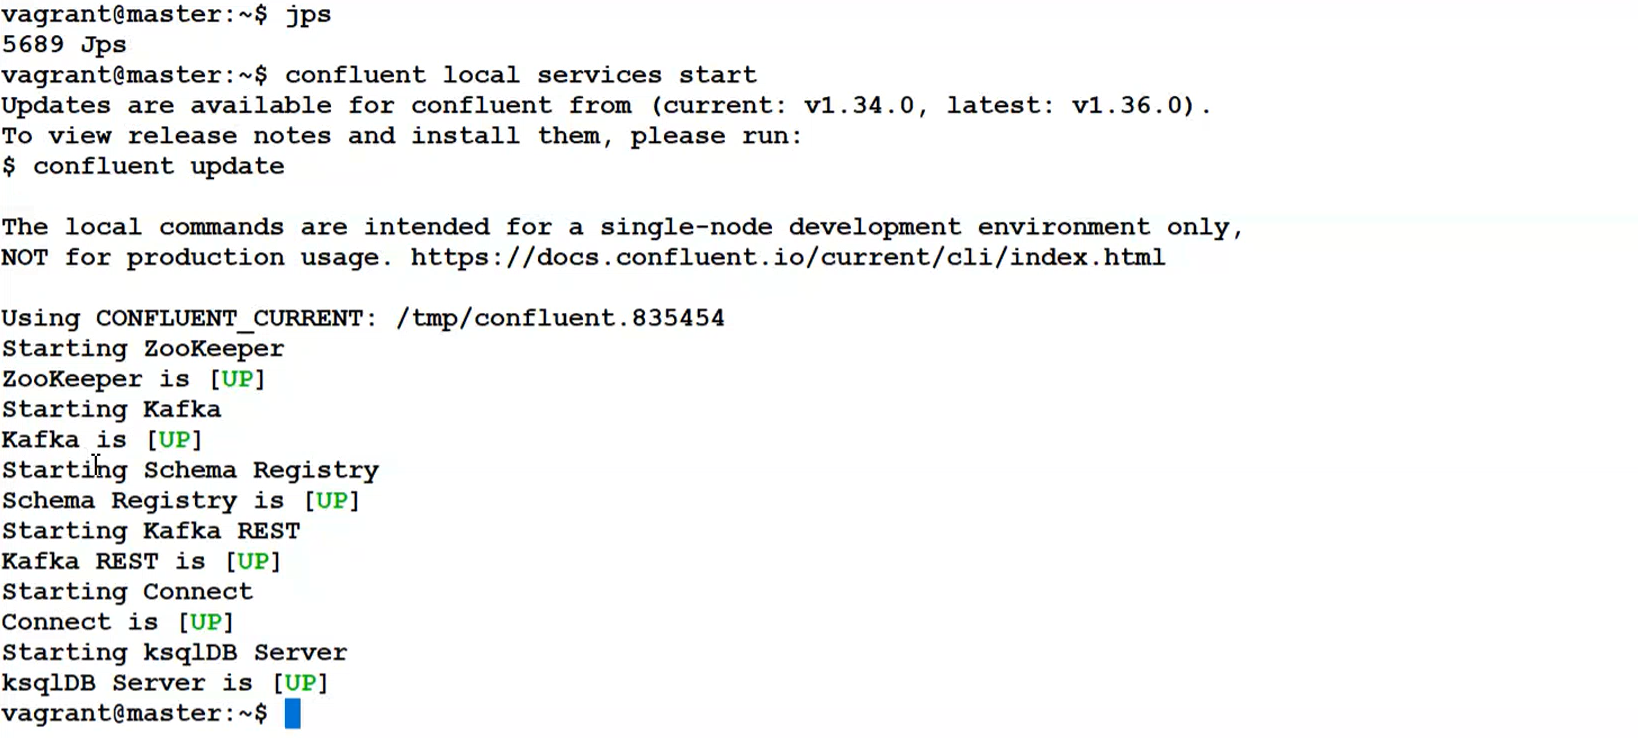 vagrant@master:~$ jps
5689 Jps
vagrant@master:~$ confluent local services start
Updates are available for confluent from (current: v1.34.0, latest: v1.36.0).
To view release notes and install them, please run:
$ confluent update
The local commands are intended for a single-node development environment only,
NOT for production usage. https://docs.confluent.io/current/cli/index.html
Using CONFLUENT_CURRENT: /tmp/confluent.835454
Starting ZooKeeper
ZooKeeper is [UP]
Starting Kafka
Kafka is [UP]
Starting Schema Registry
Schema Registry is [UP]
Starting Kafka REST
Kafka REST is [UP]
Starting Connect
Connect is [UP]
Starting ksqlDB Server
ksqlDB Server is [UP]
vagrant@master:~$